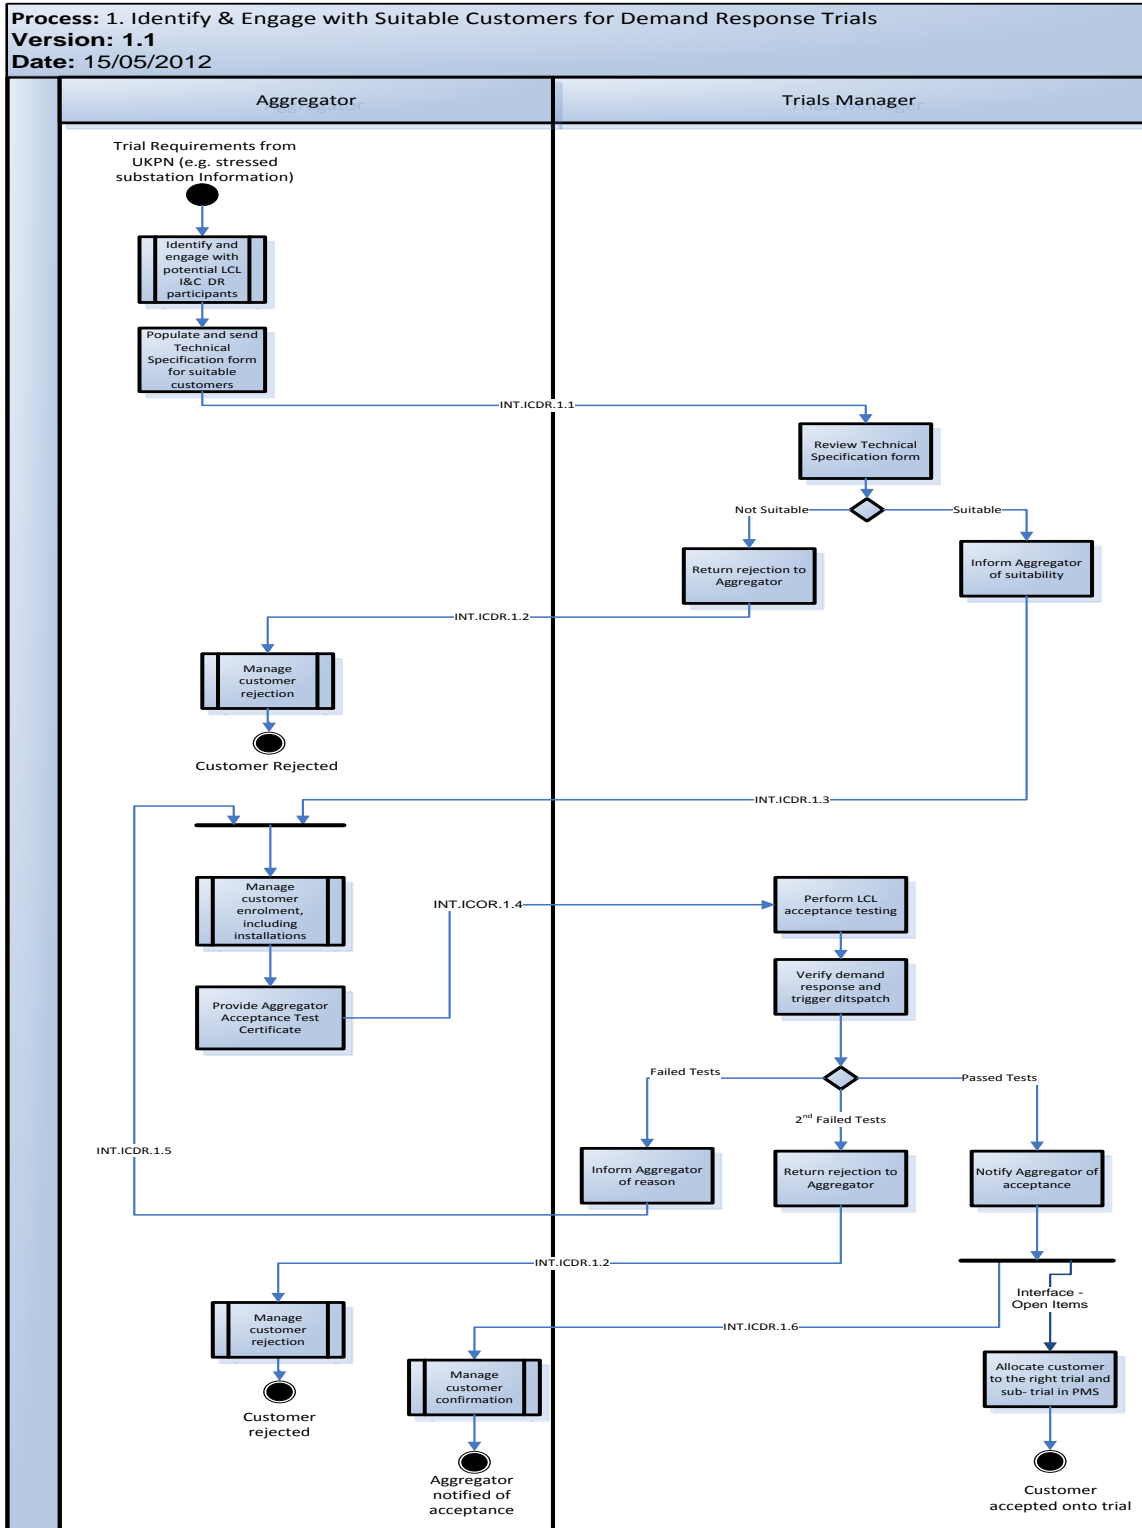 Process: 1. Identify & Engage with Suitable Customers for Demand Response Trials
Version: 1.1
Date: 15/05/2012
Aggregator
Trials Manager
Trial Requirements from
UKPN (e.g. stressed
substation Information)
Identify and
engage with
potential LCL
I&C DR
participants
Populate and send
Technical
Specification form
for suitable
customers
INT.ICDR.1.1
Review Technical
Specification form
Not Suitable
Suitable
Return rejection to
Aggregator
Inform Aggregator
of suitability
INT.ICDR.1.2
Manage
customer
rejection
Customer Rejected
INT.ICDR.1.3
Manage
customer
enrolment,
including
installations
INT.ICOR.1.4
Perform LCL
acceptance testing
Verify demand
response and
trigger ditspatch
Provide Aggregator
Acceptance Test
Certificate
Failed Tests
Passed Tests
2nd Failed Tests
INT.ICDR.1.5
Inform Aggregator
of reason
Return rejection to
Aggregator
Notify Aggregator of
acceptance
INT.ICDR.1.2
Interface -
Open Items
Manage
customer
rejection
INT.ICDR.1.6
Manage
customer
confirmation
Allocate customer
to the right trial and
sub- trial in PMS
Customer
rejected
Aggregator
notified of
acceptance
Customer
accepted onto trial